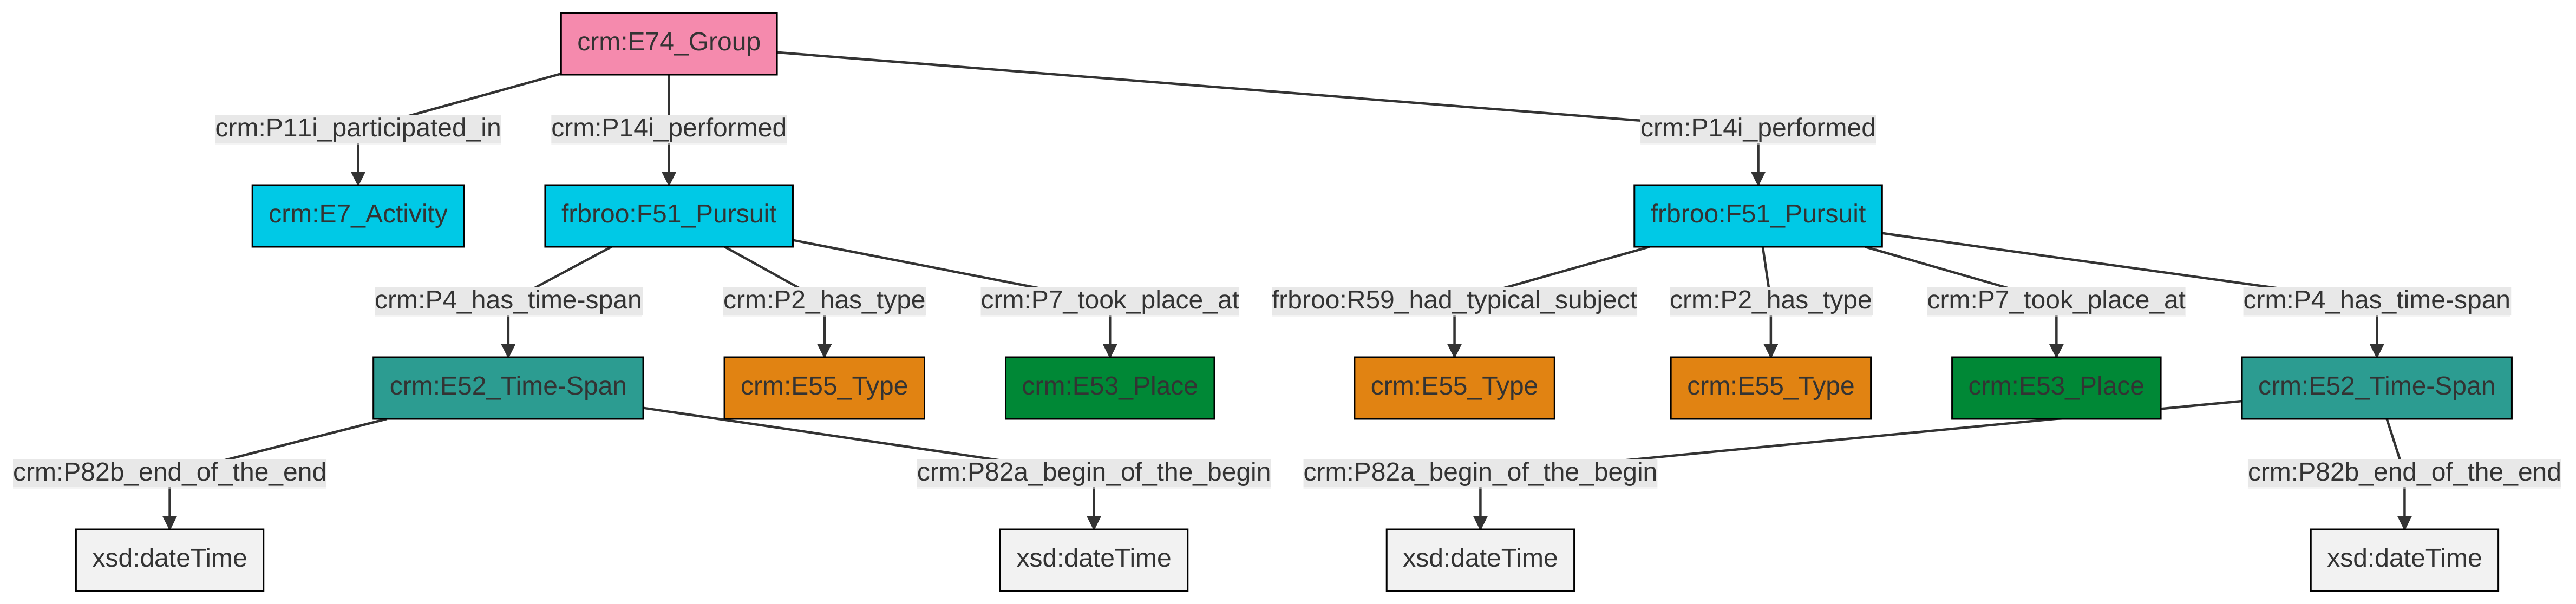 crm:E74_Group
crm:P11i_participated_in
crm:P14i_performed
crm:P14i_performed
crm:E7_Activity
frbroo:F51_Pursuit
frbroo:F51_Pursuit
crm:P4_has_time-span
crm:P2_has_type
crm:P7_took_place_at
frbroo:R59_had_typical_subject
crm:P2_has_type
crm:P7_took_place_at
crm:P4_has_time-span
crm:E52_Time-Span
crm:E55_Type
crm:E53_Place
crm:E55_Type
crm:E55_Type
crm:E53_Place
crm:E52_Time-Span
crm:P82b_end_of_the_end
crm:P82a_begin_of_the_begin
crm:P82a_begin_of_the_begin
crm:P82b_end_of_the_end
xsd:dateTime
xsd:dateTime
xsd:dateTime
xsd:dateTime